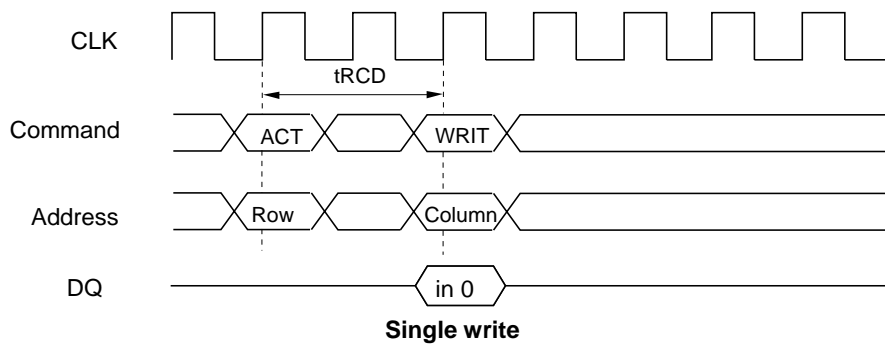 CLK
tRCD
Command ACT WRIT
Address Row Column
DQ in 0
Single write